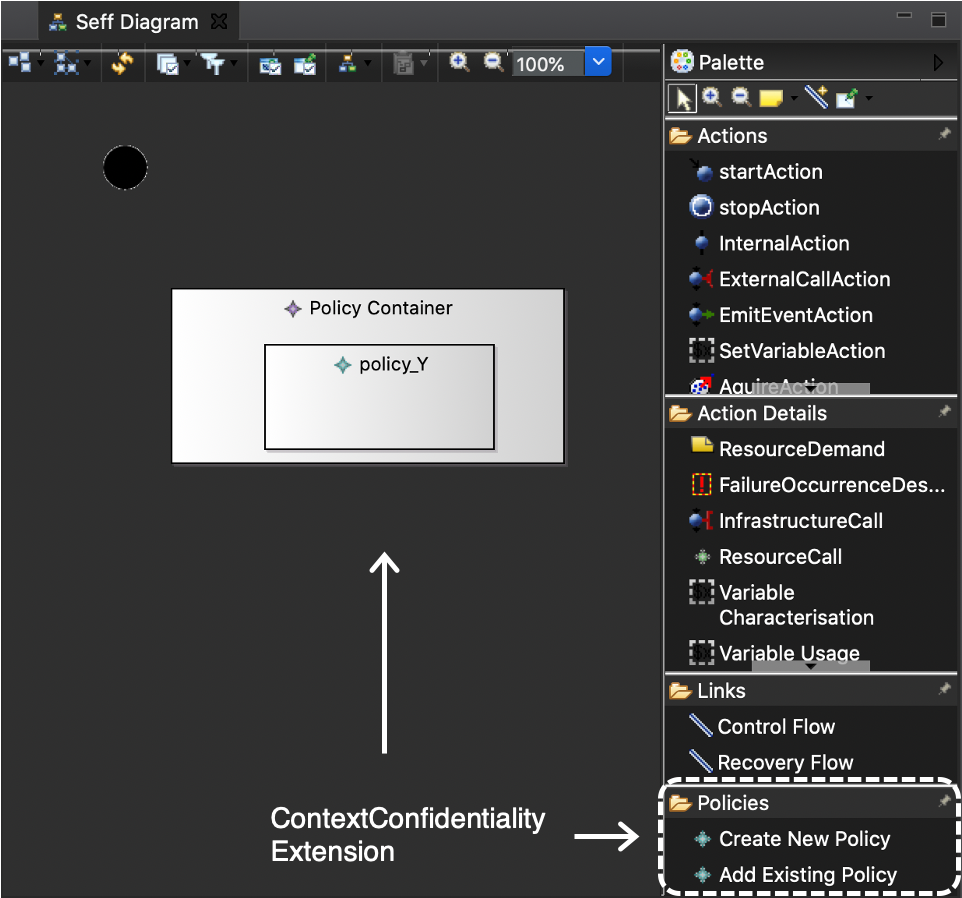 Seff Diagram
100%
Palette
Actions
startAction
stopAction
InternalAction
ExternalCallAction
EmitEventAction
SetVariableAction
AquireAction
Action Details
ResourceDemand
FailureOccurrenceDes...
InfrastructureCall
ResourceCall
Variable
Characterisation
Variable Usage
Links
Control Flow
Recovery Flow
Policies
Create New Policy
Add Existing Policy
Policy Container
policy_Y
ContextConfidentiality
Extension